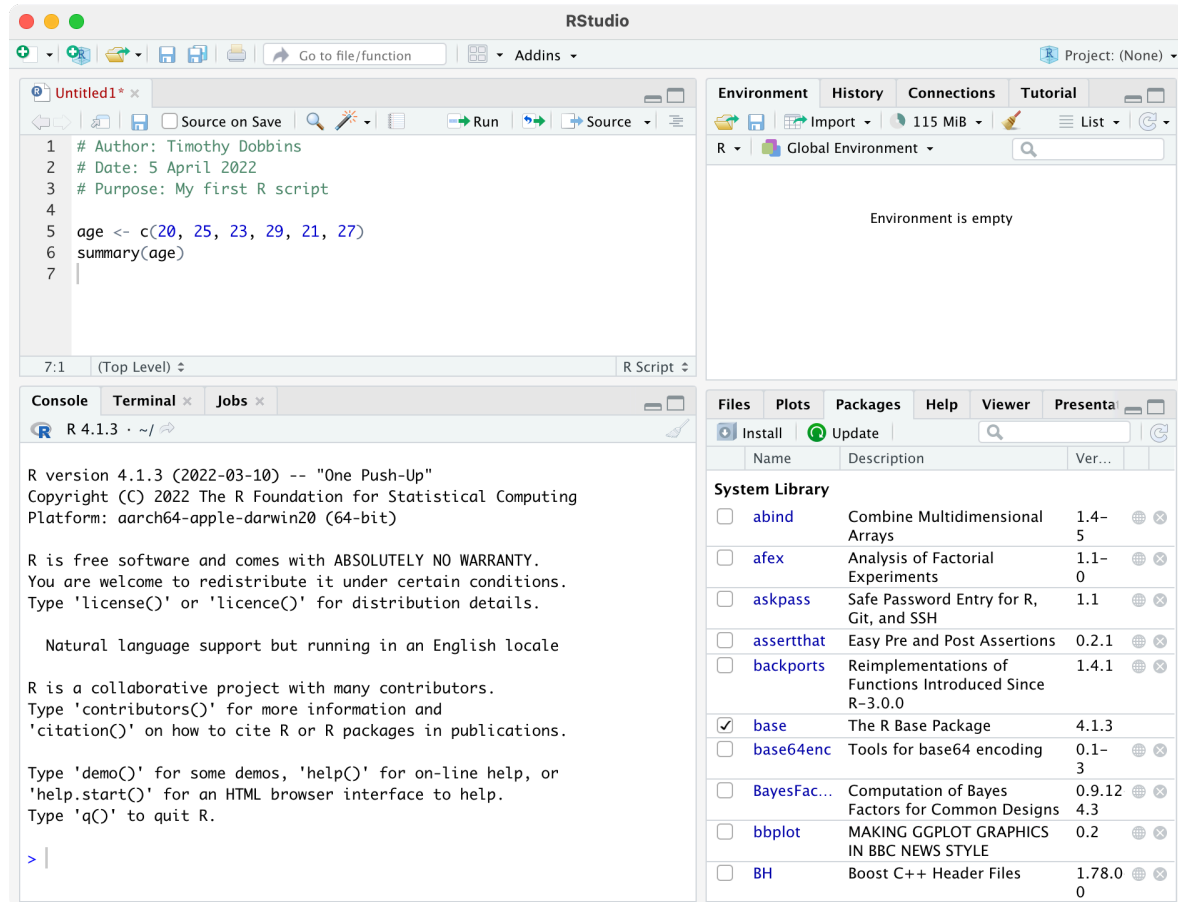 RStudio
Go to file/function
Addins
Project: (None)
Untitled1*
Source on Save
Run
Source
1 # Author: Timothy Dobbins
2 # Date: 5 April 2022
3 # Purpose: My first R script
4
5 age <- c(20, 25, 23, 29, 21, 27)
6 summary(age)
7
7:1 (Top Level) R Script
Console Terminal Jobs
R 4.1.3 · ~/
R version 4.1.3 (2022-03-10) -- "One Push-Up"
Copyright (C) 2022 The R Foundation for Statistical Computing
Platform: aarch64-apple-darwin20 (64-bit)
R is free software and comes with ABSOLUTELY NO WARRANTY.
You are welcome to redistribute it under certain conditions.
Type 'license()' or 'licence()' for distribution details.
Natural language support but running in an English locale
R is a collaborative project with many contributors.
Type 'contributors()' for more information and
'citation()' on how to cite R or R packages in publications.
Type 'demo()' for some demos, 'help()' for on-line help, or
'help.start()' for an HTML browser interface to help.
Type 'q()' to quit R.
>
Environment History Connections Tutorial
Import 115 MiB List
R Global Environment
Environment is empty
Files Plots Packages Help Viewer Presenta
Install Update
Name Description Ver...
System Library
abind Combine Multidimensional 1.4-
Arrays 5
afex Analysis of Factorial 1.1-
Experiments 0
askpass Safe Password Entry for R, 1.1
Git, and SSH
assertthat Easy Pre and Post Assertions 0.2.1
backports Reimplementations of 1.4.1
Functions Introduced Since
R-3.0.0
base The R Base Package 4.1.3
base64enc Tools for base64 encoding 0.1-
3
BayesFac... Computation of Bayes 0.9.12
Factors for Common Designs 4.3
bbplot MAKING GGPLOT GRAPHICS 0.2
IN BBC NEWS STYLE
BH Boost C++ Header Files 1.78.0
0